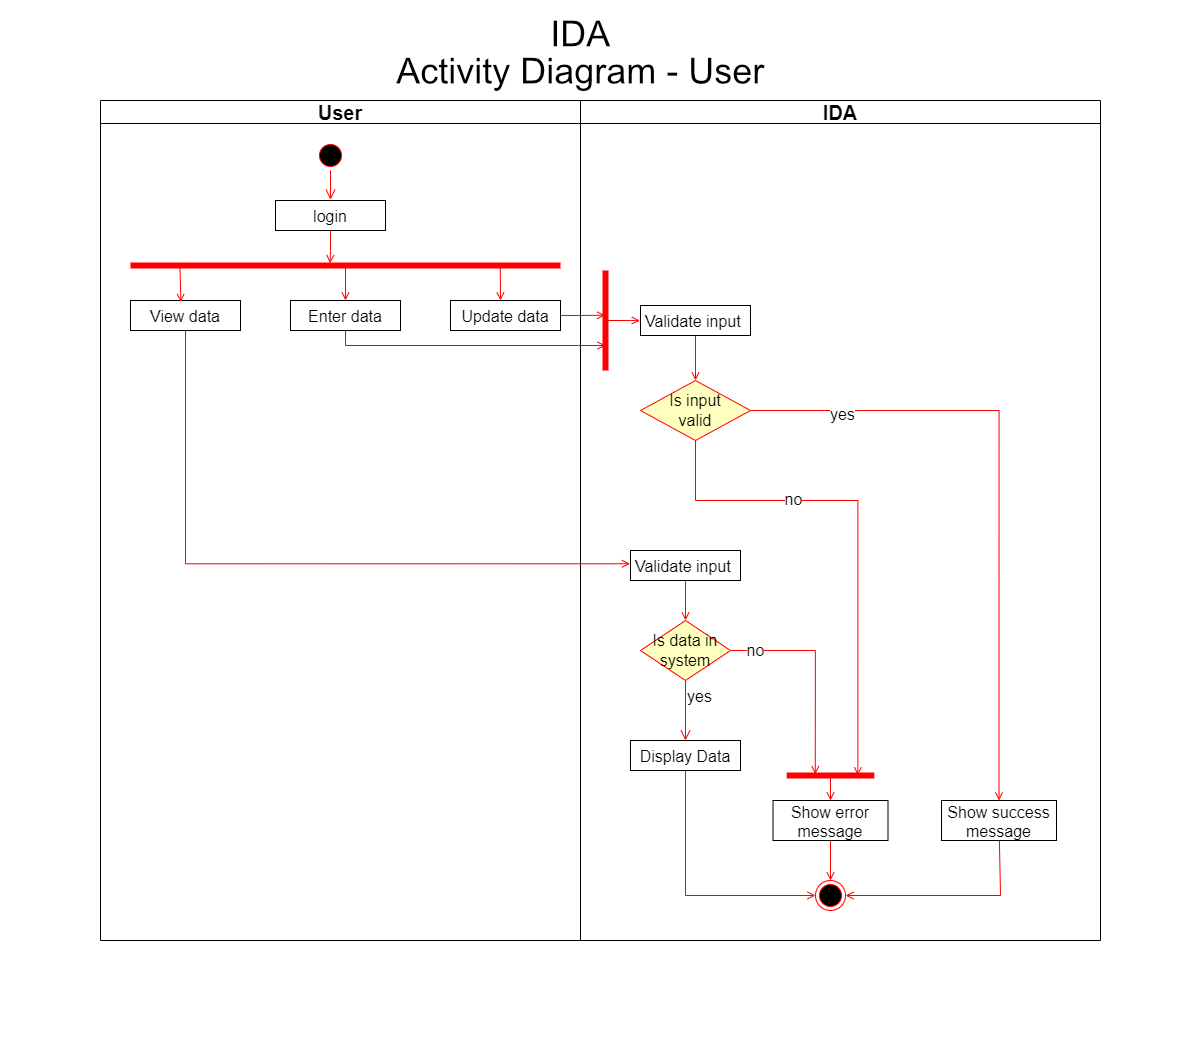 IDA
Activity Diagram - User
User
IDA
login
View data
Enter data
Update data
Validate input
Is input
valid
yes
no
Validate input
Is data in
system
no
yes
Display Data
Show error
message
Show success
message